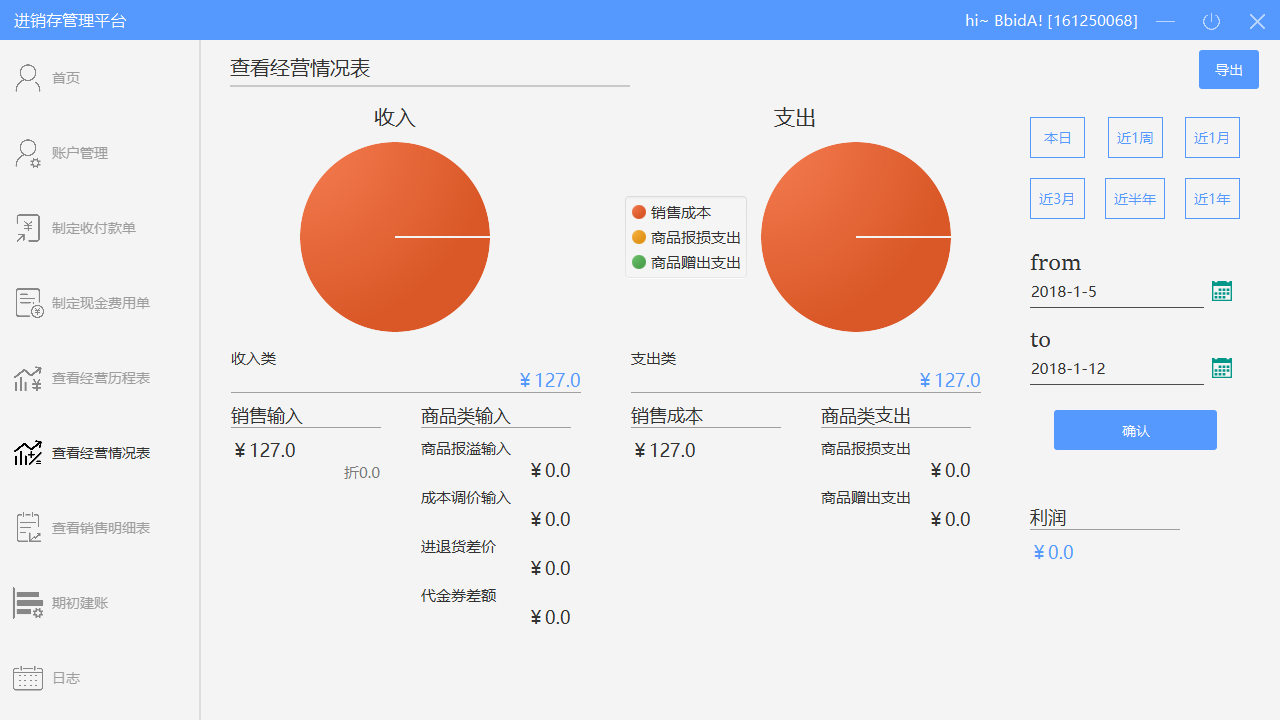 进销存管理平台
hi~ BbidA! [161250068]
首页
账户管理
制定收付款单
制定现金费用单
查看经营历程表
查看经营情况表
查看销售明细表
期初建账
日志
查看经营情况表
导出
收入
支出
销售成本
商品报损支出
商品赠出支出
收入类
¥127.0
销售输入
¥127.0
折0.0
商品类输入
商品报溢输入
¥0.0
成本调价输入
¥0.0
进退货差价
¥0.0
代金券差额
¥0.0
支出类
¥127.0
销售成本
¥127.0
商品类支出
商品报损支出
¥0.0
商品赠出支出
¥0.0
本日 近1周 近1月
近3月 近半年 近1年
from
2018-1-5
to
2018-1-12
确认
利润
¥0.0